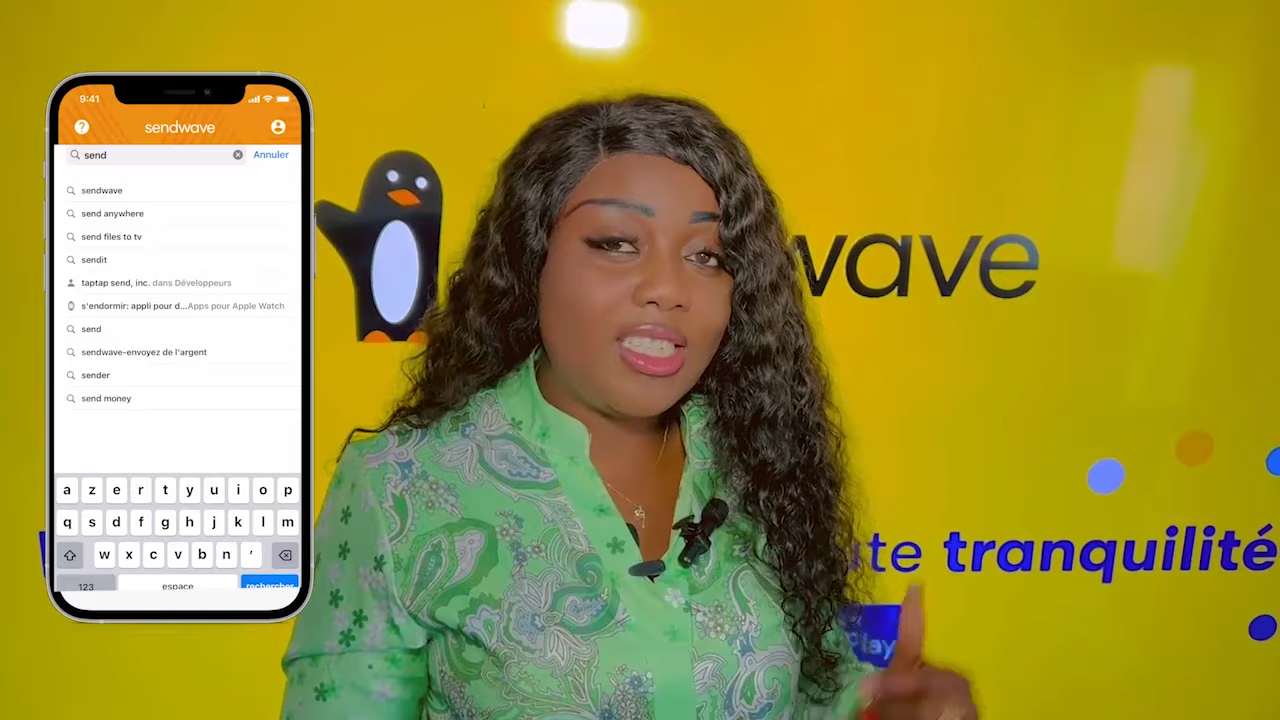 9:41
sendwave
send
Annuler
sendwave
send anywhere
send files to tv
sendit
taptap send, inc. dans Développeurs
s'endormir: appli pour d...Apps pour Apple Watch
send
sendwave-envoyez de l'argent
sender
send money
a z e r t y u i o p
q s d f g h j k l m
w x c v b n ʼ
123 espace rechercher
wave
tranquilité
Play